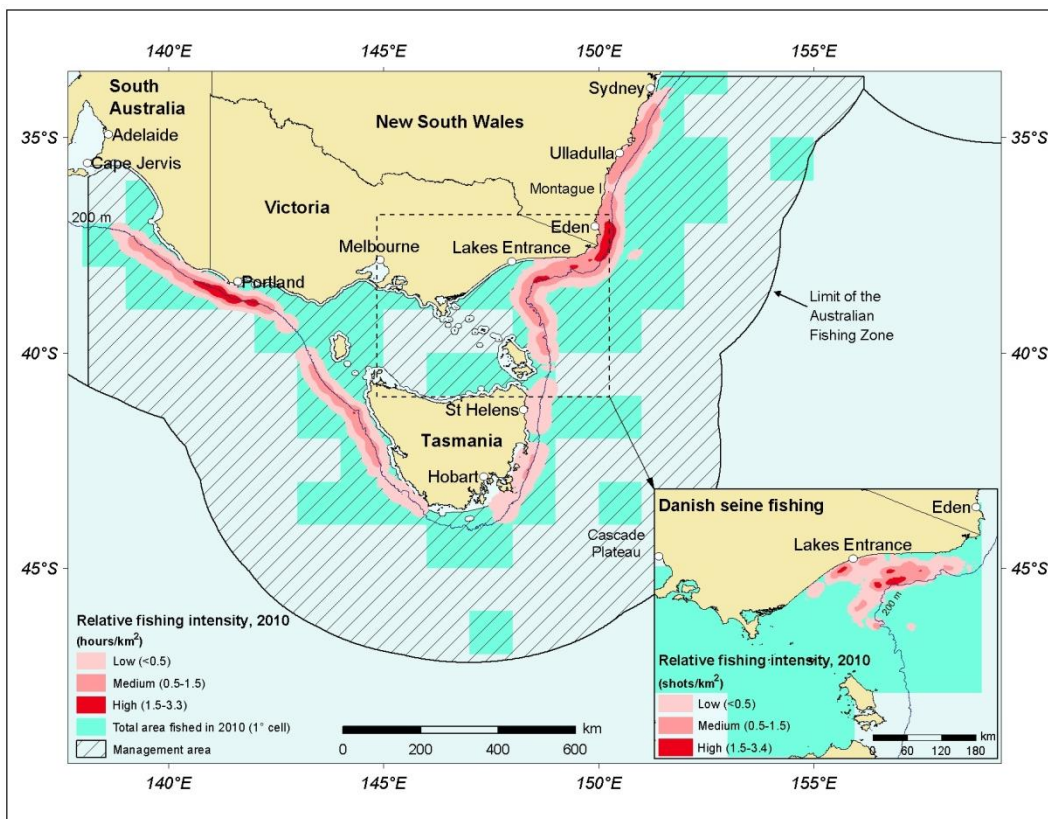 140°E 145°E 150°E 155°E
South
Australia
Adelaide
Cape Jervis
New South Wales
Sydney
Ulladulla
Montague I
Victoria
Eden
Melbourne
Lakes Entrance
Portland
200 m
35°S 35°S
40°S 40°S
45°S 45°S
Limit of the
Australian
Fishing Zone
St Helens
Tasmania
Hobart
Cascade
Plateau
Relative fishing intensity, 2010
(hours/km²)
Low (<0.5)
Medium (0.5-1.5)
High (1.5-3.3)
Total area fished in 2010 (1° cell)
Management area
km
0 200 400 600
Danish seine fishing
Eden
Lakes Entrance
200 m
Relative fishing intensity, 2010
(shots/km²)
Low (<0.5)
Medium (0.5-1.5)
High (1.5-3.4)
km
0 60 120 180
140°E 145°E 150°E 155°E